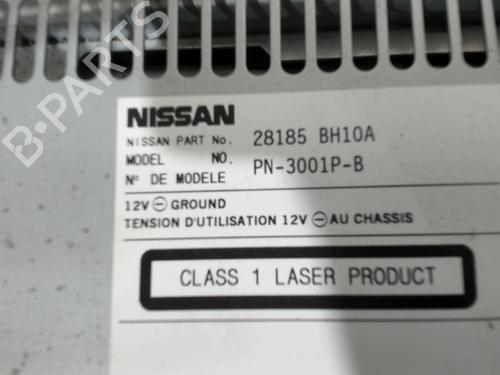 NISSAN
NISSAN PART No. 28185 BH10A
MODEL NO. PN-3001P-B
Nº DE MODELE
12V ⊖ GROUND
TENSION D'UTILISATION 12V ⊖ AU CHASSIS
CLASS 1 LASER PRODUCT
B-PARTS